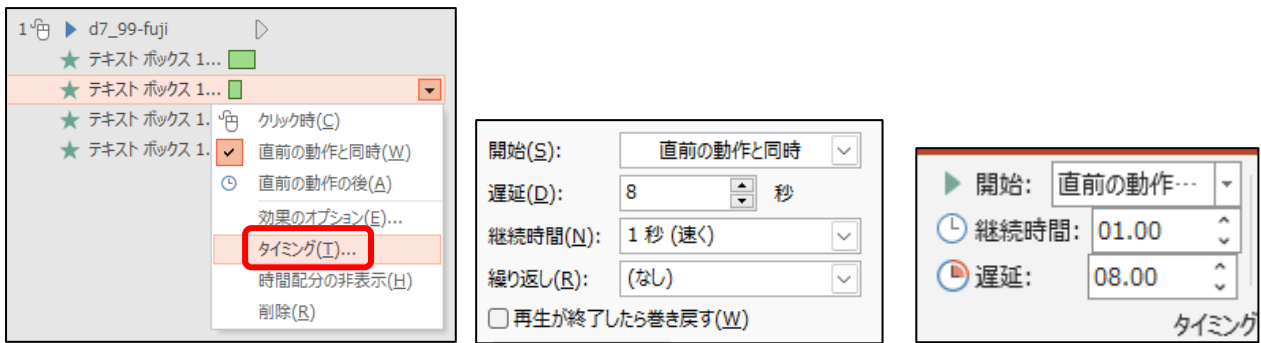 1 d7_99-fuji
テキスト ボックス 1...
テキスト ボックス 1...
テキスト ボックス 1.
テキスト ボックス 1.
クリック時(C)
直前の動作と同時(W)
直前の動作の後(A)
効果のオプション(E)...
タイミング(T)...
時間配分の非表示(H)
削除(R)
開始(S): 直前の動作と同時
遅延(D): 8 秒
継続時間(N): 1 秒 (速く)
繰り返し(R): (なし)
再生が終了したら巻き戻す(W)
開始: 直前の動作…
継続時間: 01.00
遅延: 08.00
タイミング